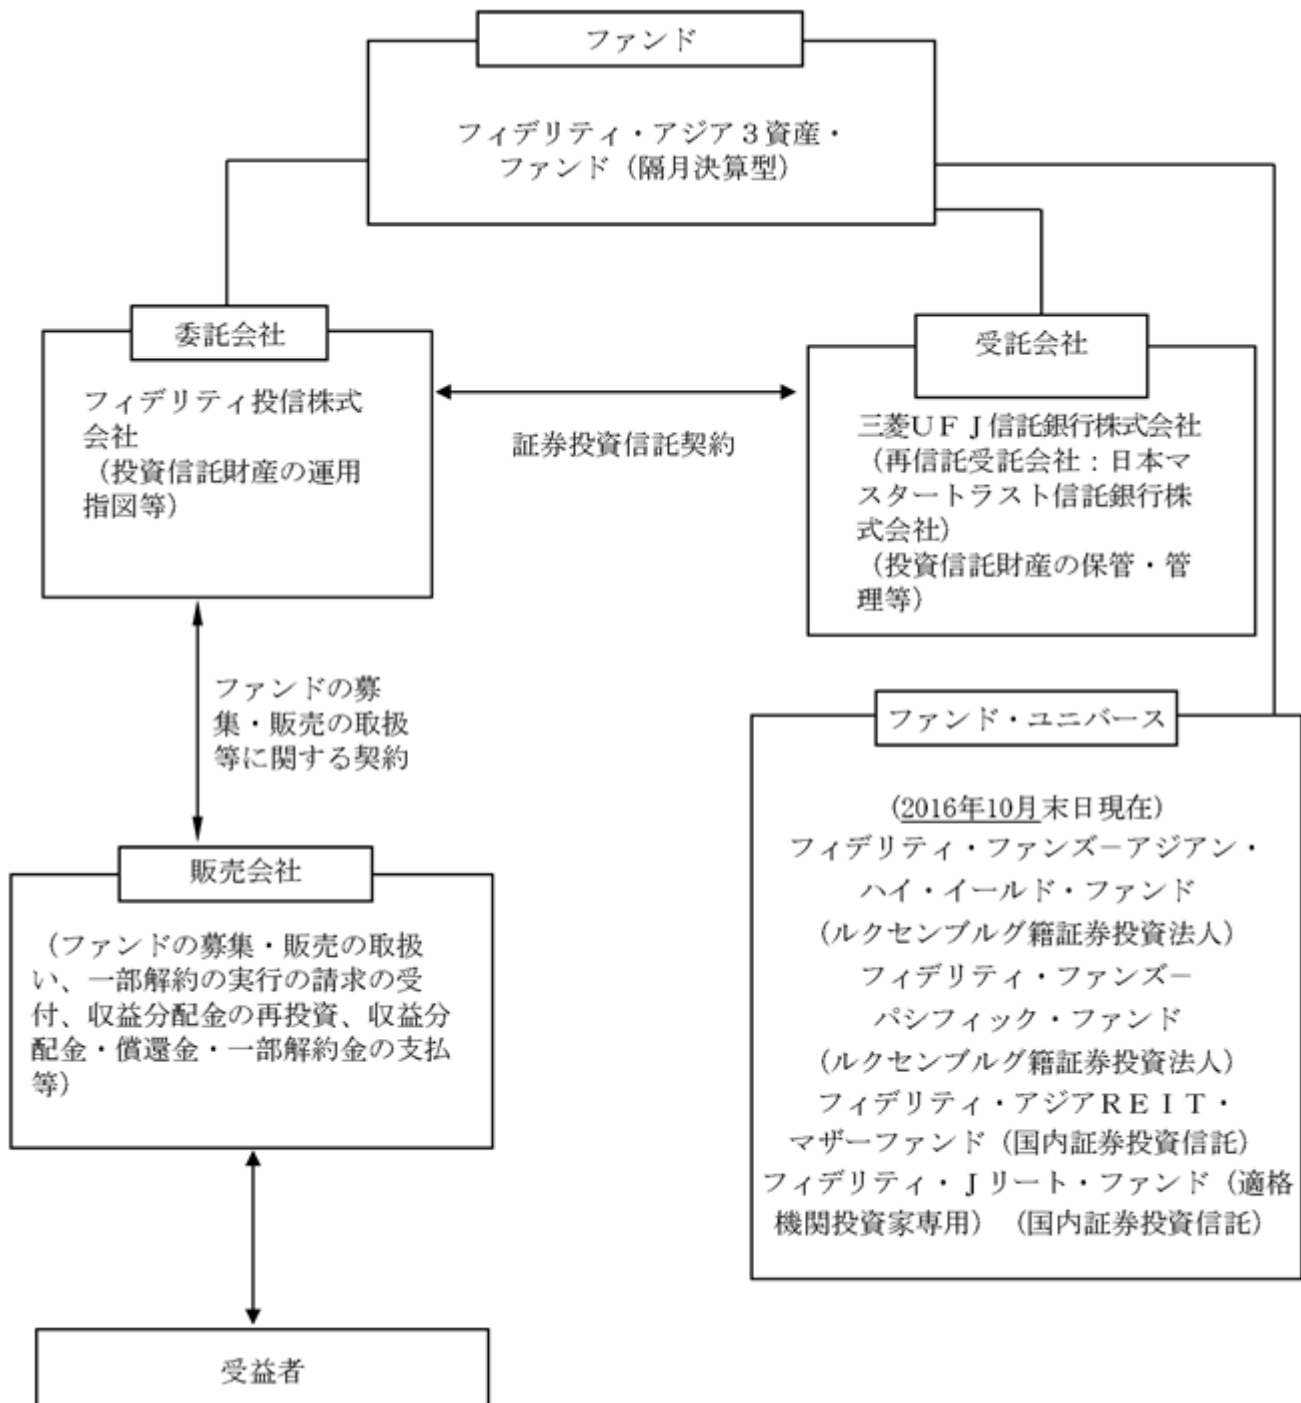 ファンド
フィデリティ・アジア3資産・
ファンド（隔月決算型）
委託会社
フィデリティ投信株式
会社
（投資信託財産の運用
指図等）
証券投資信託契約
受託会社
三菱UFJ信託銀行株式会社
（再信託受託会社：日本マ
スタートラスト信託銀行株
式会社）
（投資信託財産の保管・管
理等）
ファンドの募
集・販売の取扱
等に関する契約
販売会社
（ファンドの募集・販売の取扱
い、一部解約の実行の請求の受
付、収益分配金の再投資、収益分
配金・償還金・一部解約金の支払
等）
受益者
ファンド・ユニバース
（2016年10月末日現在）
フィデリティ・ファンズ－アジアン・
ハイ・イールド・ファンド
（ルクセンブルグ籍証券投資法人）
フィデリティ・ファンズ－
パシフィック・ファンド
（ルクセンブルグ籍証券投資法人）
フィデリティ・アジアREIT・
マザーファンド（国内証券投資信託）
フィデリティ・Jリート・ファンド（適格
機関投資家専用）（国内証券投資信託）